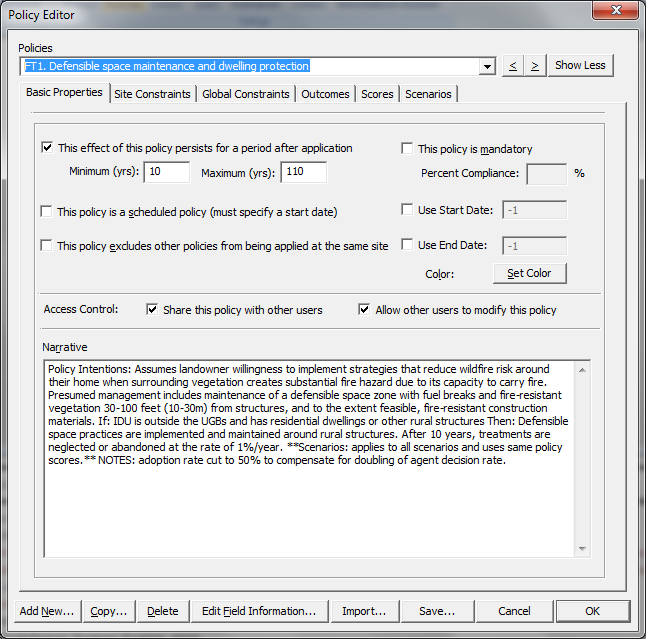 Policy Editor
Policies
FT1. Defensible space maintenance and dwelling protection
< > Show Less
Basic Properties Site Constraints Global Constraints Outcomes Scores Scenarios
This effect of this policy persists for a period after application
This policy is mandatory
Minimum (yrs): 10 Maximum (yrs): 110
Percent Compliance: %
This policy is a scheduled policy (must specify a start date)
Use Start Date: -1
This policy excludes other policies from being applied at the same site
Use End Date: -1
Color: Set Color
Access Control: Share this policy with other users Allow other users to modify this policy
Narrative
Policy Intentions: Assumes landowner willingness to implement strategies that reduce wildfire risk around
their home when surrounding vegetation creates substantial fire hazard due to its capacity to carry fire.
Presumed management includes maintenance of a defensible space zone with fuel breaks and fire-resistant
vegetation 30-100 feet (10-30m) from structures, and to the extent feasible, fire-resistant construction
materials. If: IDU is outside the UGBs and has residential dwellings or other rural structures Then: Defensible
space practices are implemented and maintained around rural structures. After 10 years, treatments are
neglected or abandoned at the rate of 1%/year. **Scenarios: applies to all scenarios and uses same policy
scores.** NOTES: adoption rate cut to 50% to compensate for doubling of agent decision rate.
Add New... Copy... Delete Edit Field Information... Import... Save... Cancel OK